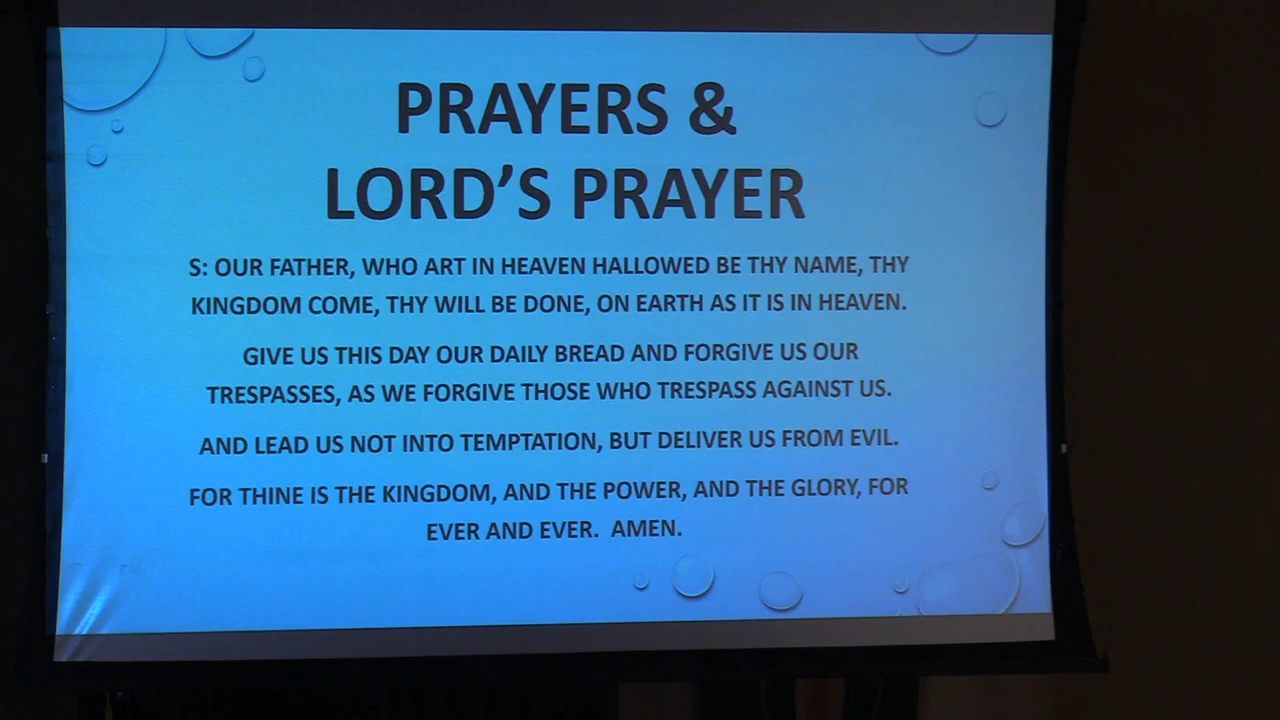 PRAYERS &
LORD’S PRAYER
S: OUR FATHER, WHO ART IN HEAVEN HALLOWED BE THY NAME, THY
KINGDOM COME, THY WILL BE DONE, ON EARTH AS IT IS IN HEAVEN.
GIVE US THIS DAY OUR DAILY BREAD AND FORGIVE US OUR
TRESPASSES, AS WE FORGIVE THOSE WHO TRESPASS AGAINST US.
AND LEAD US NOT INTO TEMPTATION, BUT DELIVER US FROM EVIL.
FOR THINE IS THE KINGDOM, AND THE POWER, AND THE GLORY, FOR
EVER AND EVER.  AMEN.